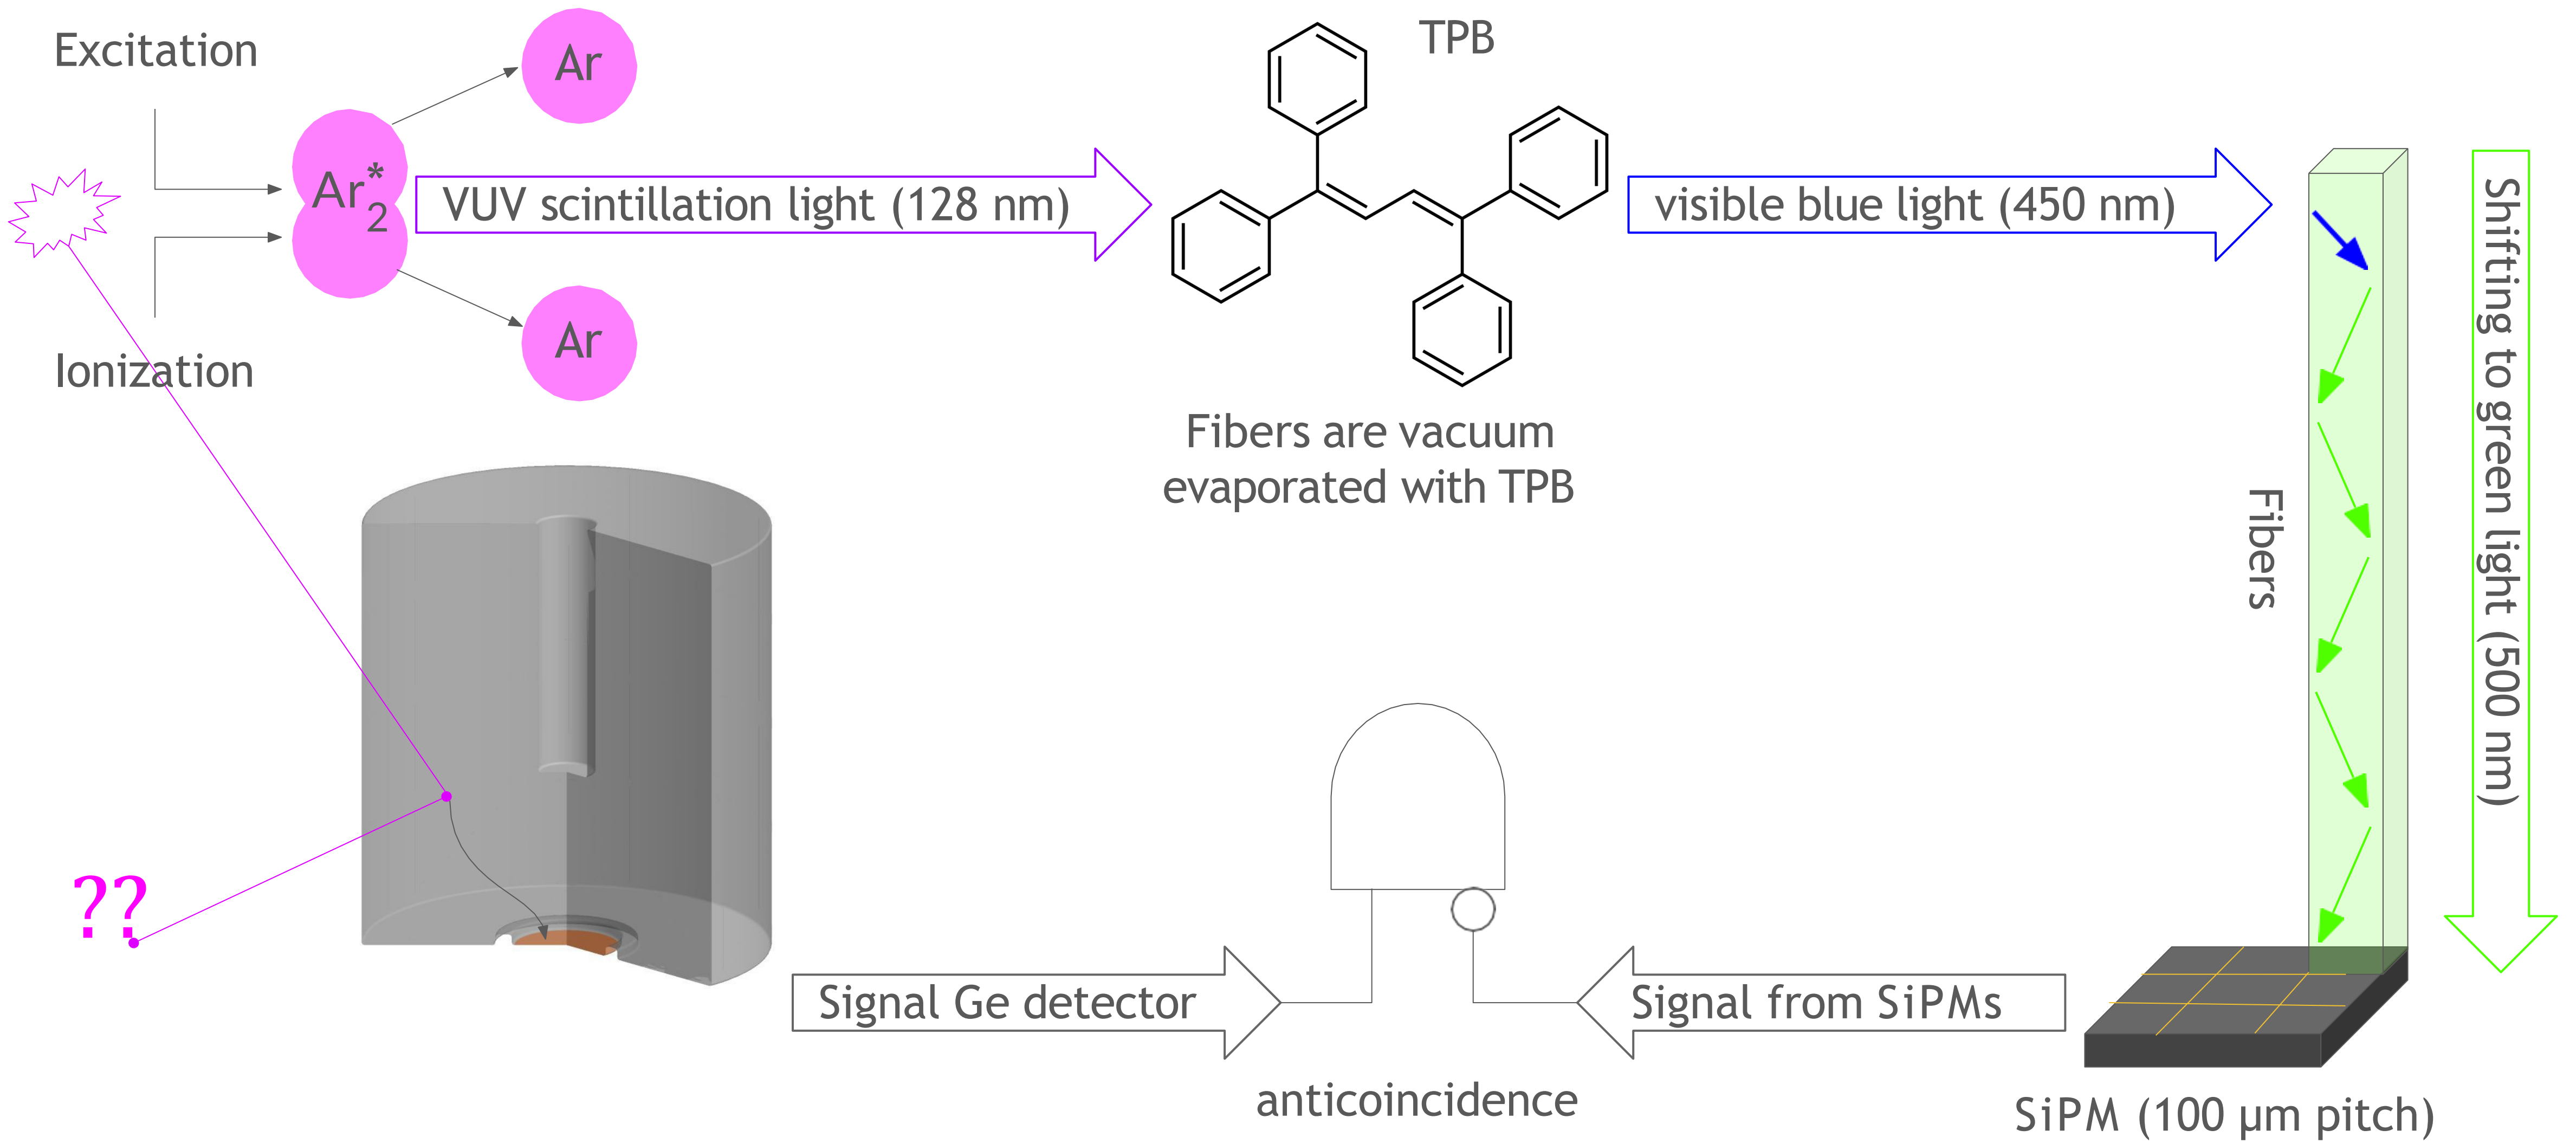 Excitation
Ar
TPB
Ar*2
VUV scintillation light (128 nm)
visible blue light (450 nm)
Ionization
Ar
Fibers are vacuum
evaporated with TPB
Fibers
Shiftting to green light (500 nm)
??
Signal Ge detector
Signal from SiPMs
anticoincidence
SiPM (100 µm pitch)